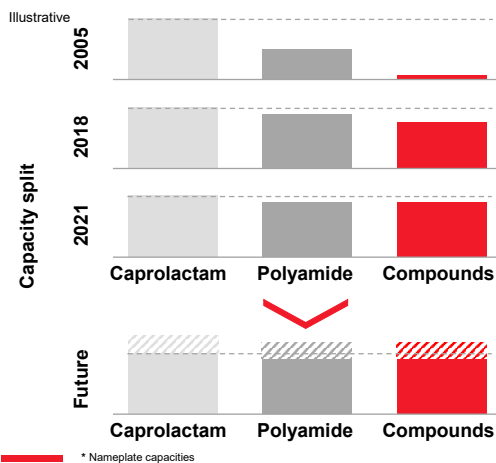 Illustrative
2005
2018
Capacity split
2021
Caprolactam Polyamide Compounds
Future
Caprolactam Polyamide Compounds
* Nameplate capacities